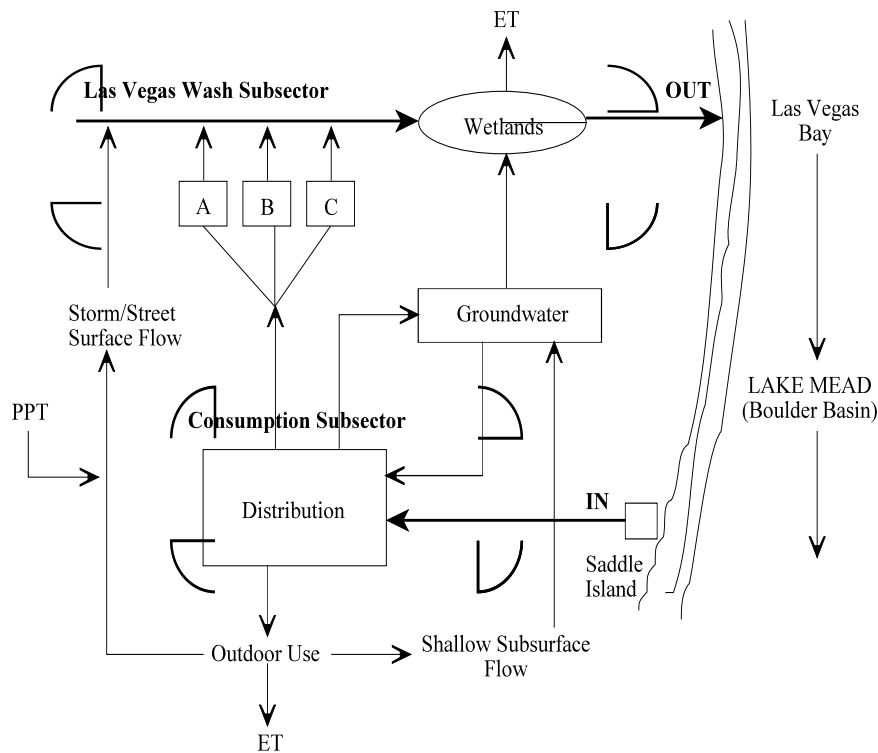 ET
Las Vegas Wash Subsector
OUT
Wetlands
Las Vegas
Bay
A
B
C
Storm/Street
Surface Flow
Groundwater
LAKE MEAD
(Boulder Basin)
PPT
Consumption Subsector
Distribution
IN
Saddle
Island
Outdoor Use
Shallow Subsurface
Flow
ET